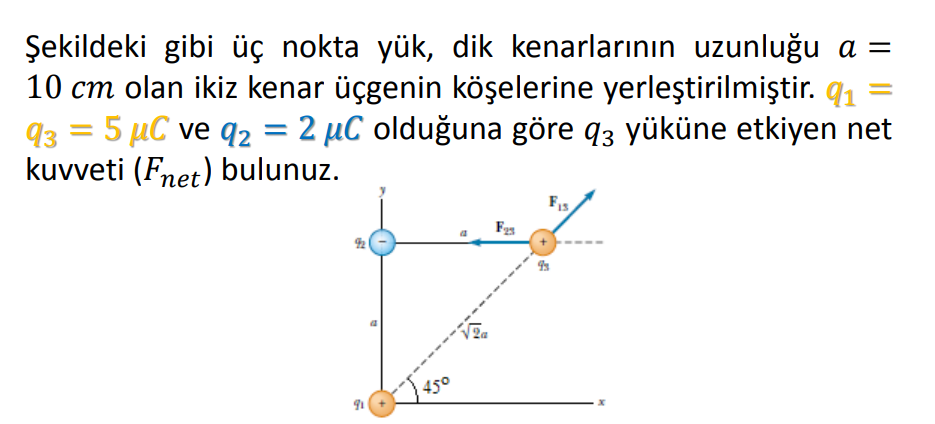 Şekildeki gibi üç nokta yük, dik kenarlarının uzunluğu a =
10 cm olan ikiz kenar üçgenin köşelerine yerleştirilmiştir. q₁ =
q₃ = 5 μC ve q₂ = 2 μC olduğuna göre q₃ yüküne etkiyen net
kuvveti (Fₙₑₜ) bulunuz.
y
F₁₃
q₂ −
a
F₂₃
+
q₃
a
√2a
45°
q₁ +
x